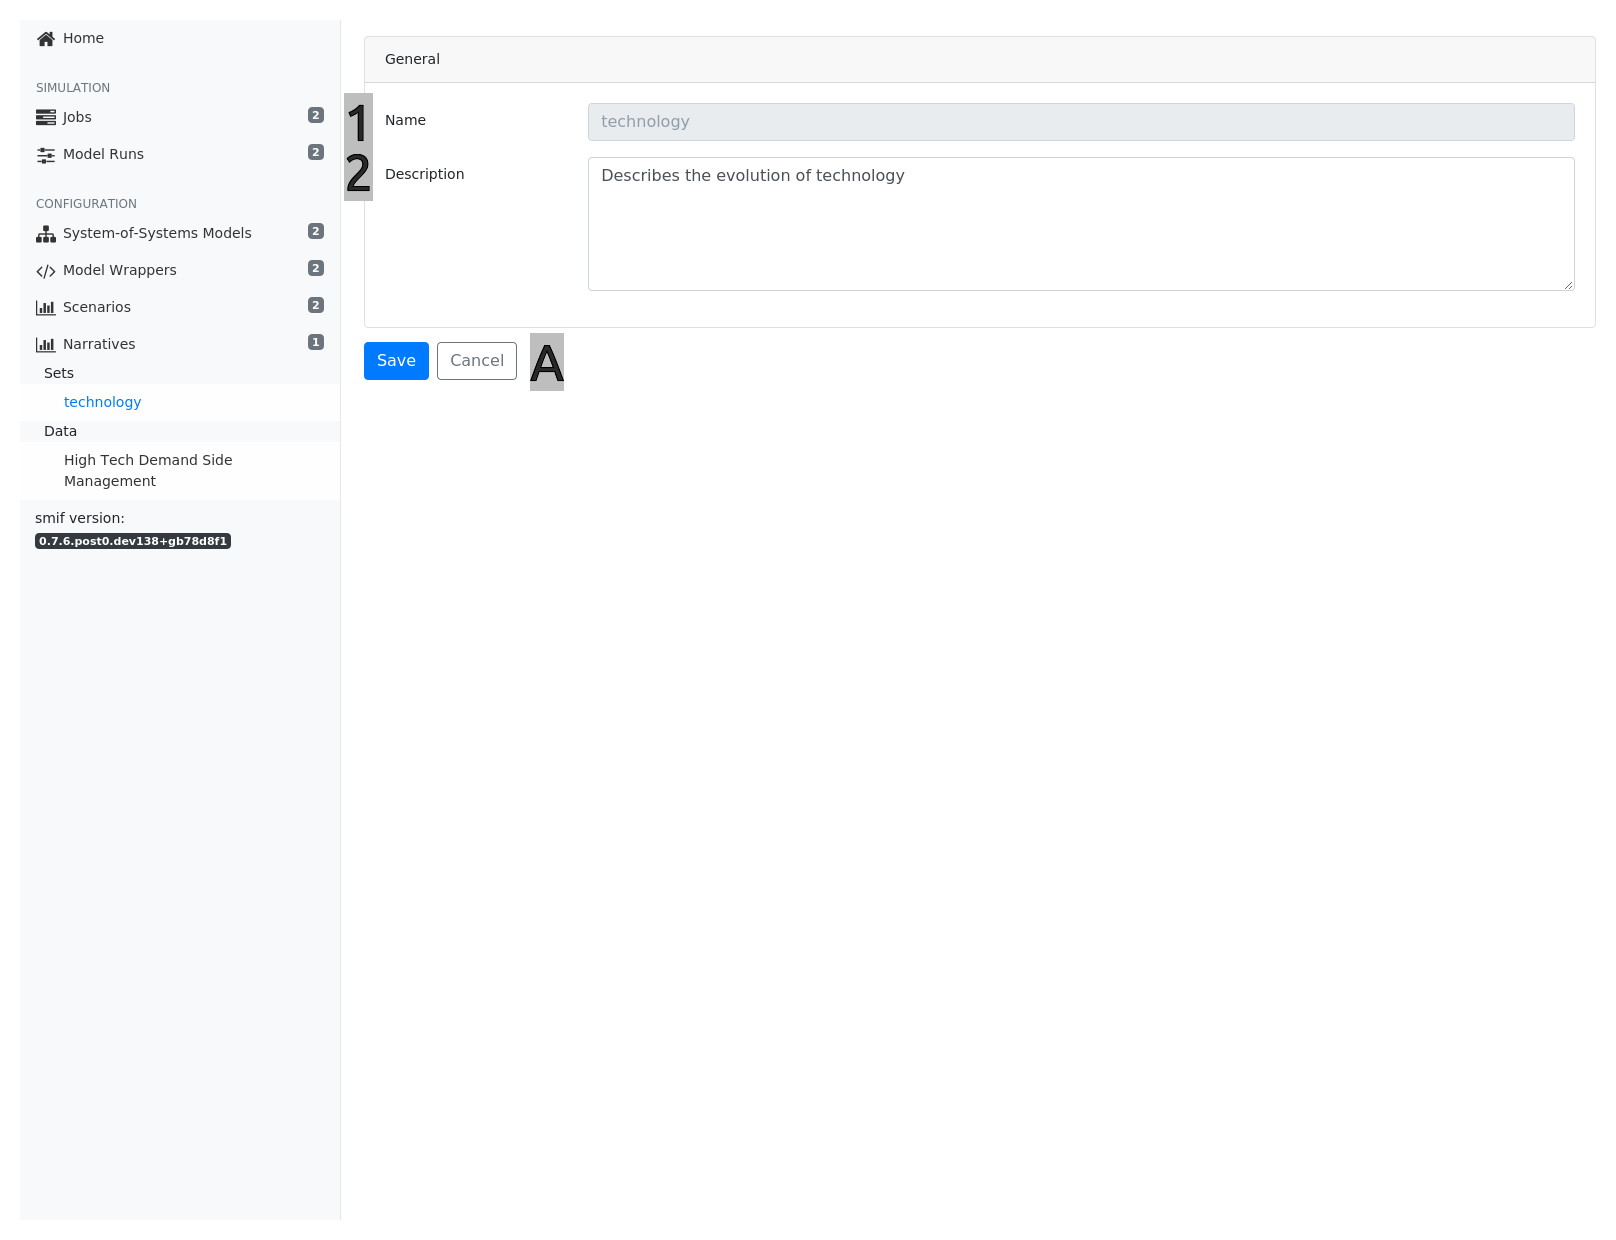 Home
SIMULATION
Jobs 2
Model Runs 2
CONFIGURATION
System-of-Systems Models 2
Model Wrappers 2
Scenarios 2
Narratives 1
Sets
technology
Data
High Tech Demand Side
Management
smif version:
0.7.6.post0.dev138+gb78d8f1
General
1 Name technology
2 Description Describes the evolution of technology
Save Cancel A